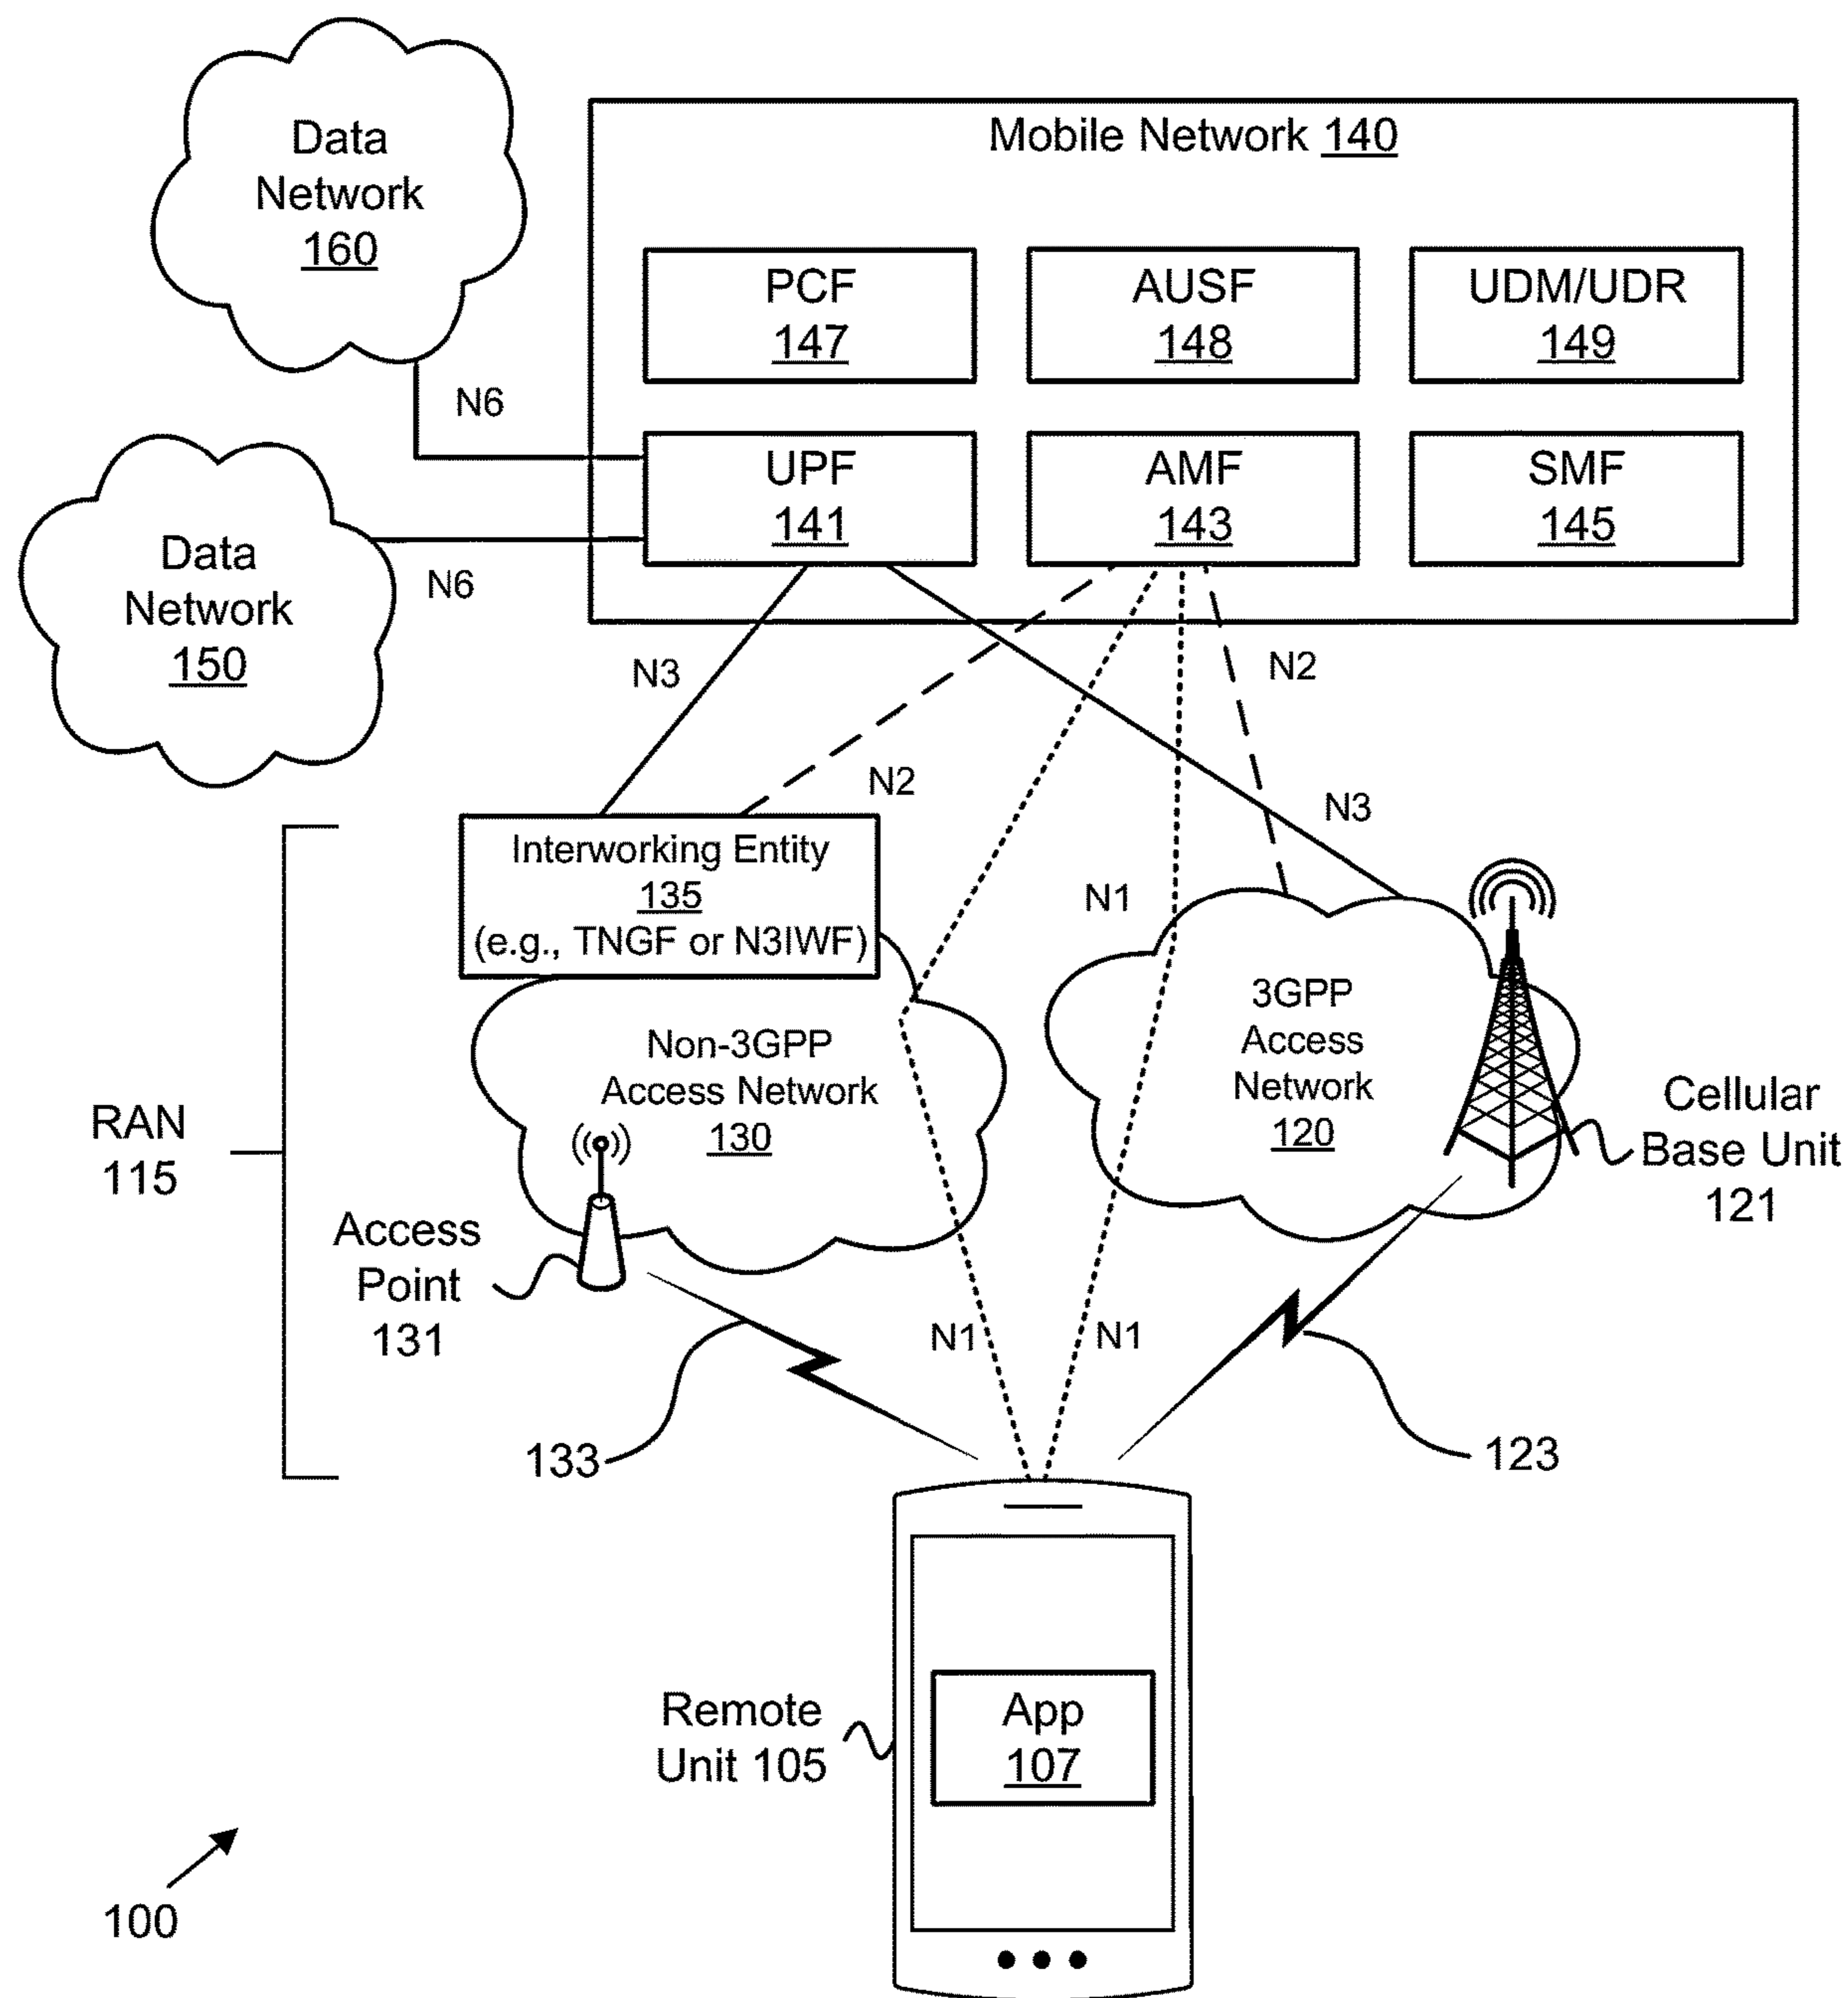 Data
Network
160
Mobile Network 140
PCF
147
AUSF
148
UDM/UDR
149
N6
UPF
141
AMF
143
SMF
145
Data
Network
150
N6
N3
N2
N2
N3
Interworking Entity
135
(e.g., TNGF or N3IWF)
N1
3GPP
Access
Network
120
Non-3GPP
Access Network
130
RAN
115
Cellular
Base Unit
121
Access
Point
131
N1
N1
133
123
Remote
Unit 105
App
107
100